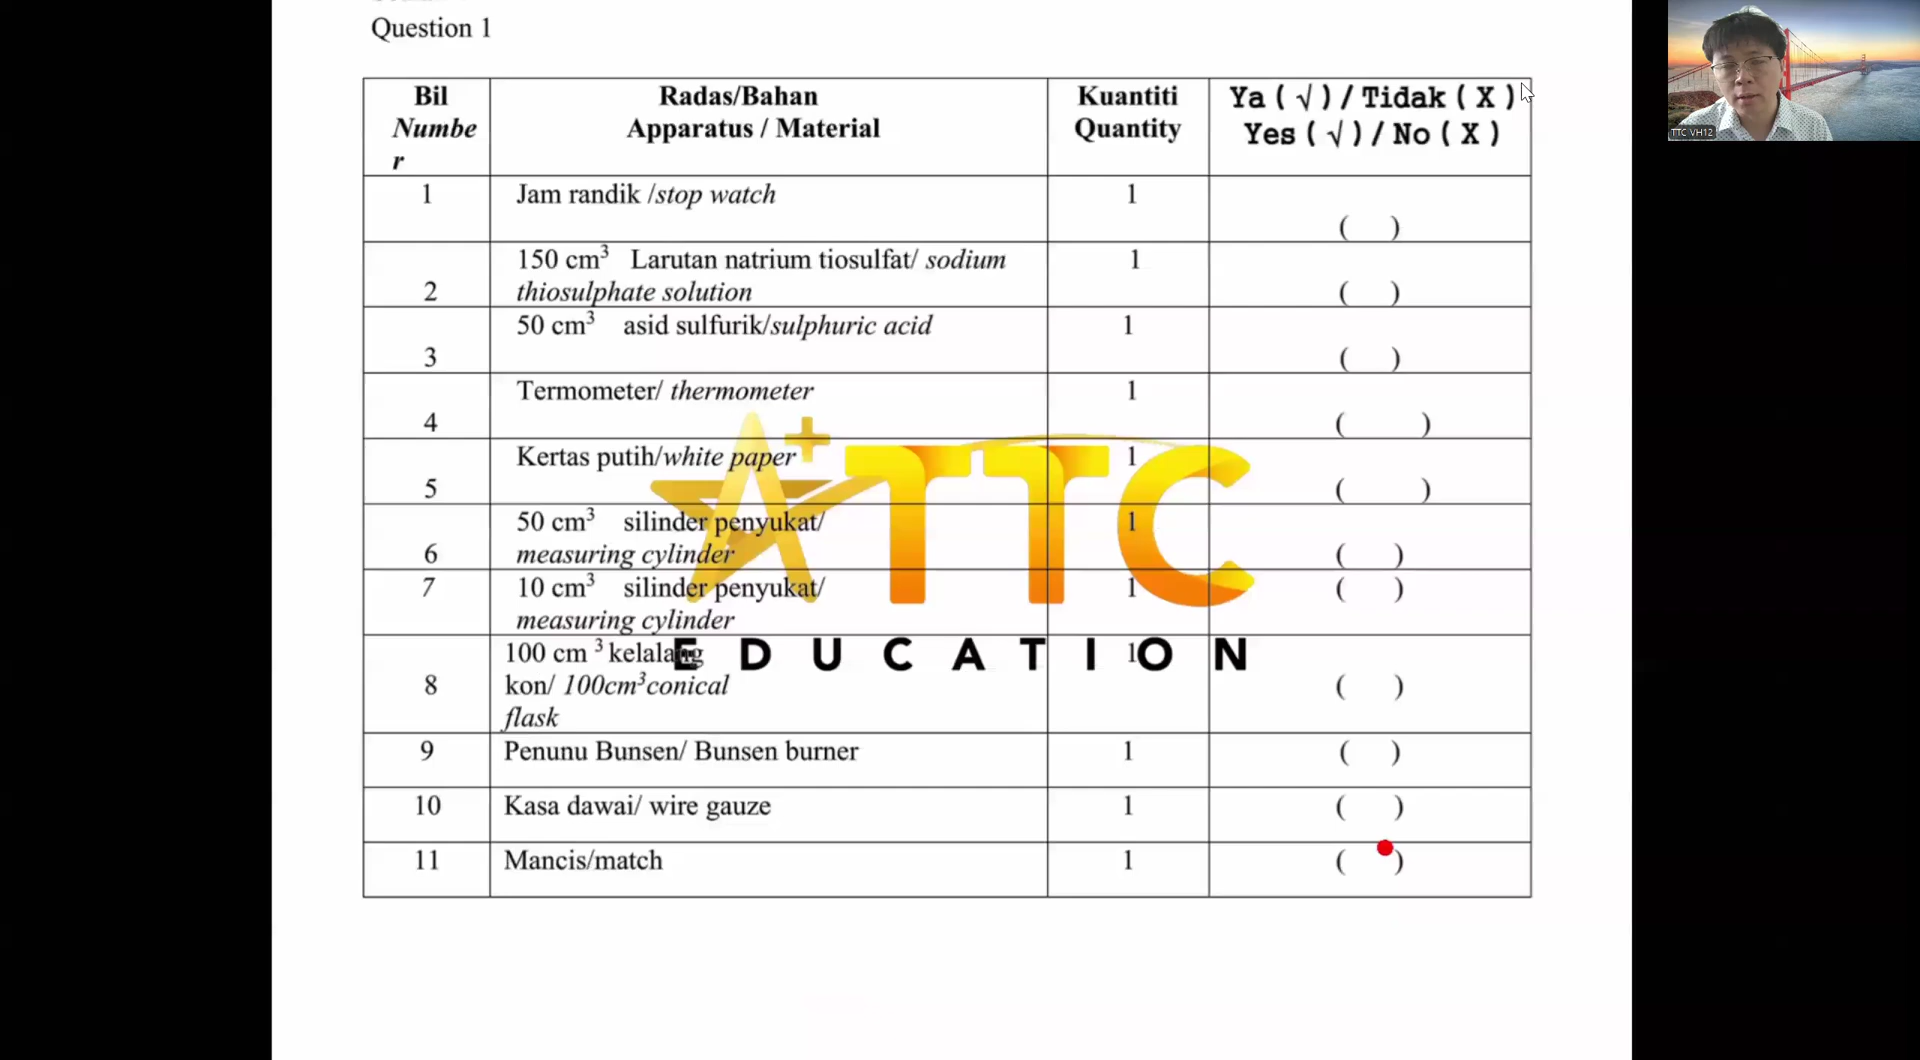 Question 1
Bil
Numbe
r
Radas/Bahan
Apparatus / Material
Kuantiti
Quantity
Ya ( √ ) / Tidak ( X )
Yes ( √ ) / No ( X )
1
Jam randik /stop watch
1
( )
2
150 cm³ Larutan natrium tiosulfat/ sodium
thiosulphate solution
1
( )
3
50 cm³ asid sulfurik/sulphuric acid
1
( )
4
Termometer/ thermometer
1
( )
5
Kertas putih/white paper
1
( )
6
50 cm³ silinder penyukat/
measuring cylinder
1
( )
7
10 cm³ silinder penyukat/
measuring cylinder
1
( )
8
100 cm ³ kelalang
kon/ 100cm³conical
flask
1
( )
9
Penunu Bunsen/ Bunsen burner
1
( )
10
Kasa dawai/ wire gauze
1
( )
11
Mancis/match
1
( )
A+ TTC
EDUCATION
TTC VH12